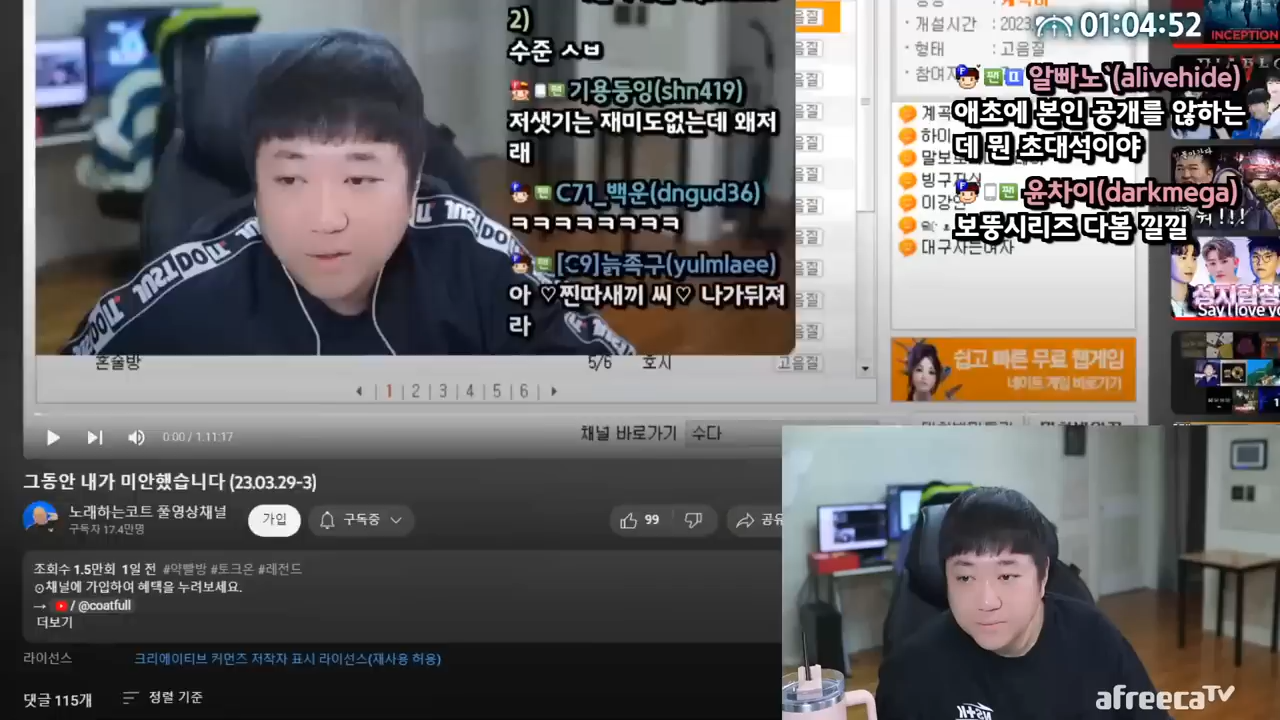 2)
수준 ㅅㅂ
기용둥잉(shn419)
저샛기는 재미도없는데 왜저
래
C71_백운(dngud36)
ㅋㅋㅋㅋㅋㅋㅋㅋ
[C9]늙족구(yulmlaee)
아 ♡찐따새끼 씨♡ 나가뒤져
라
혼술방 5/6 호시 고음질
1 2 3 4 5 6
· 개설시간 : 2023.
01:04:52
· 형태 : 고음질
알빠노`(alivehide)
애초에 본인 공개를 않하는
데 뭔 초대석이야
윤차이(darkmega)
보뚱시리즈 다봄 낄낄
대구사는여자
INCEPTION
성지합창
Say I love you
쉽고 빠른 무료 웹게임
네이트 게임 바로가기
0:00 / 1:11:17
채널 바로가기 수다
그동안 내가 미안했습니다 (23.03.29-3)
노래하는코트 풀영상채널
구독자 17.4만명
가입
구독중
99
공유
조회수 1.5만회 1일 전 #약빨방 #토크온 #레전드
⊙채널에 가입하여 혜택을 누려보세요.
→ / @coatfull
더보기
라이선스 크리에이티브 커먼즈 저작자 표시 라이선스(재사용 허용)
댓글 115개 정렬 기준
afreecaTV